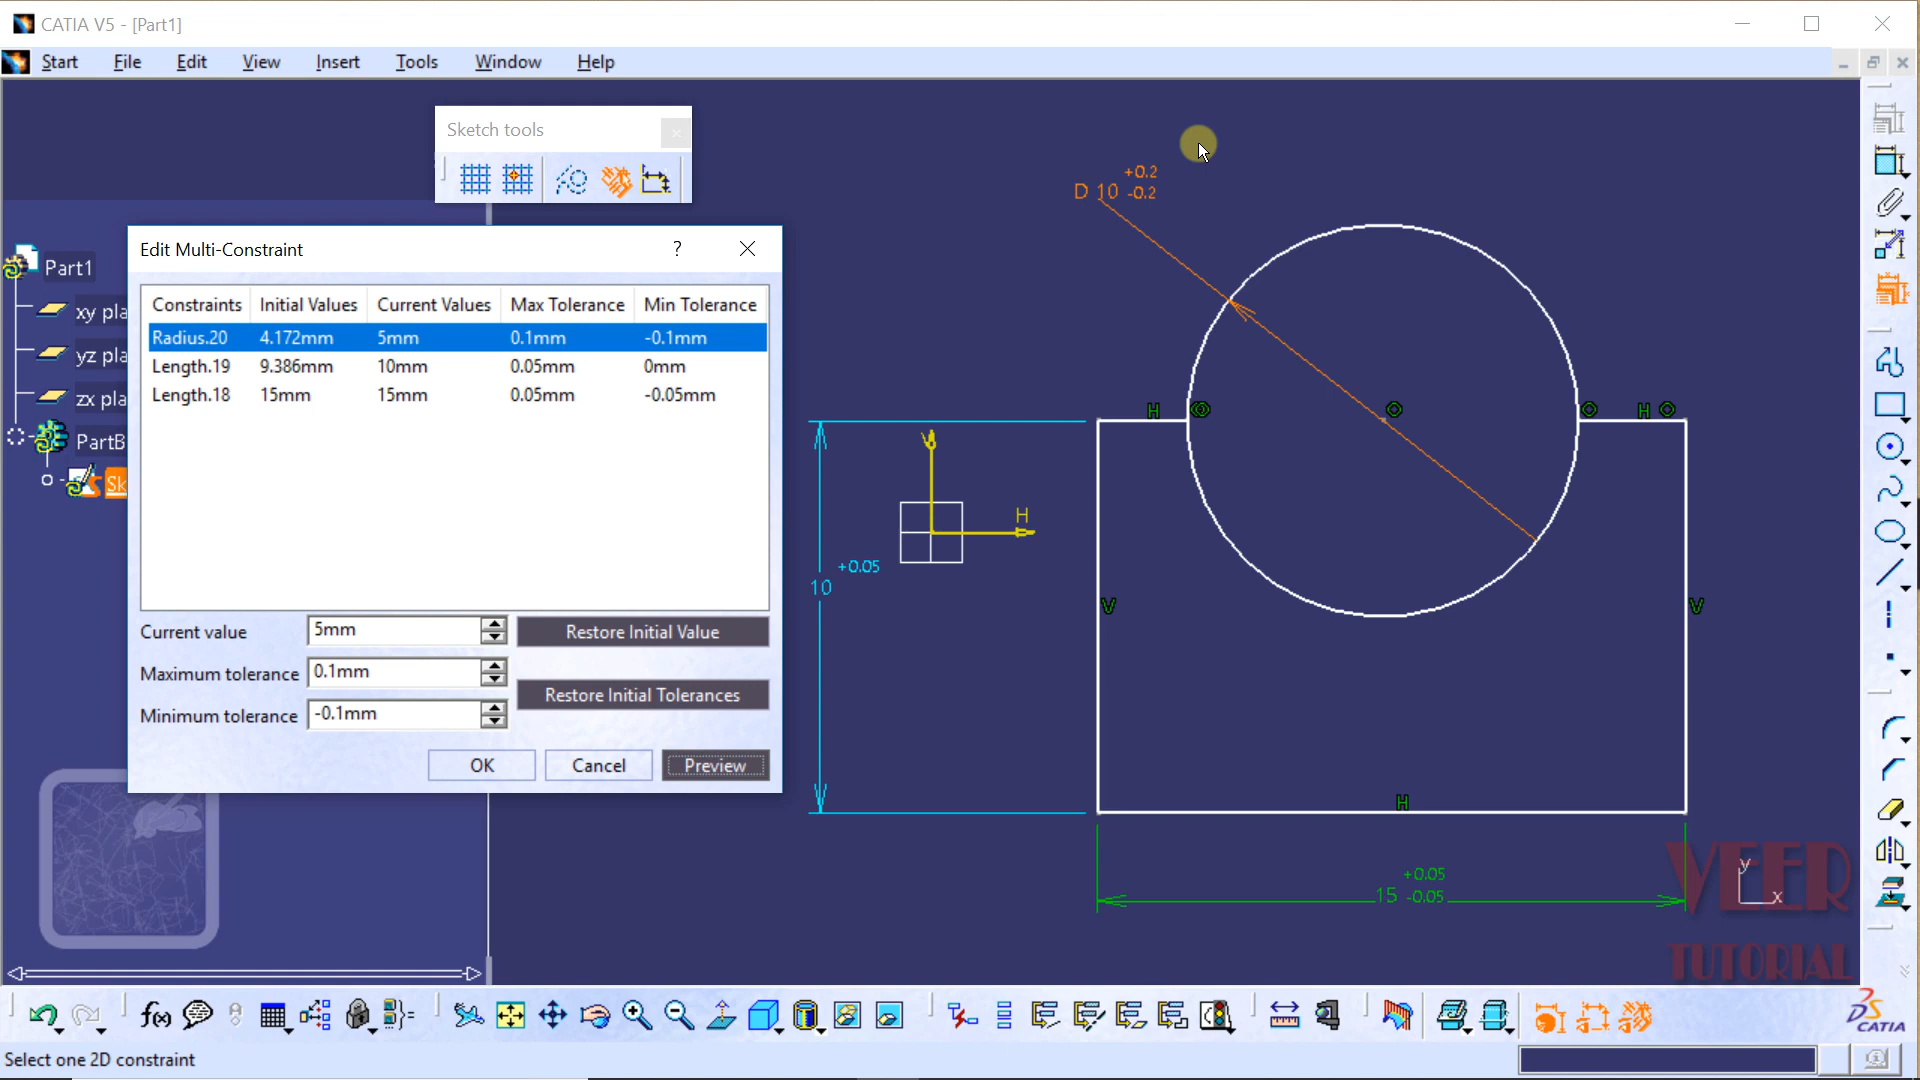 CATIA V5 - [Part1]
Start File Edit View Insert Tools Window Help
Sketch tools
Edit Multi-Constraint ?
Constraints Initial Values Current Values Max Tolerance Min Tolerance
Radius.20 4.172mm 5mm 0.1mm -0.1mm
Length.19 9.386mm 10mm 0.05mm 0mm
Length.18 15mm 15mm 0.05mm -0.05mm
Current value 5mm Restore Initial Value
Maximum tolerance 0.1mm
Restore Initial Tolerances
Minimum tolerance -0.1mm
OK Cancel Preview
Part1
xy pla
yz pla
zx pla
PartB
Sk
+0.2
D 10 -0.2
H H
V
H
+0.05
10
V V
H
+0.05
15 -0.05
y
x
VEER
TUTORIAL
f(x)
CATIA
Select one 2D constraint